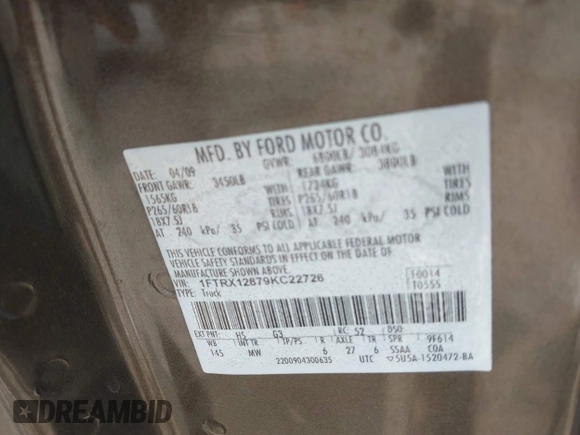 MFD. BY FORD MOTOR CO.
DATE: 04/09 GVWR: 6800LB/ 3084KG
FRONT GAWR: 3450LB REAR GAWR: 3800LB
1565KG WITH 1724KG WITH
P265/60R18 TIRES P265/60R18 TIRES
18X7.5J RIMS 18X7.5J RIMS
AT 240 kPa/ 35 PSI COLD AT 240 kPa/ 35 PSI COLD
THIS VEHICLE CONFORMS TO ALL APPLICABLE FEDERAL MOTOR
VEHICLE SAFETY STANDARDS IN EFFECT ON THE DATE OF
MANUFACTURE SHOWN ABOVE.
VIN: 1FTRX12879KC22726 F0014
TYPE: Truck T0555
EXT PNT: H5 G3 RC: 52 DSO:
WB INT TR TP/PS R AXLE TR SPR 9F614
145 MW 6 27 6 SSAA COA
2200904300635 UTC 5U5A-1520472-BA
DREAMBID